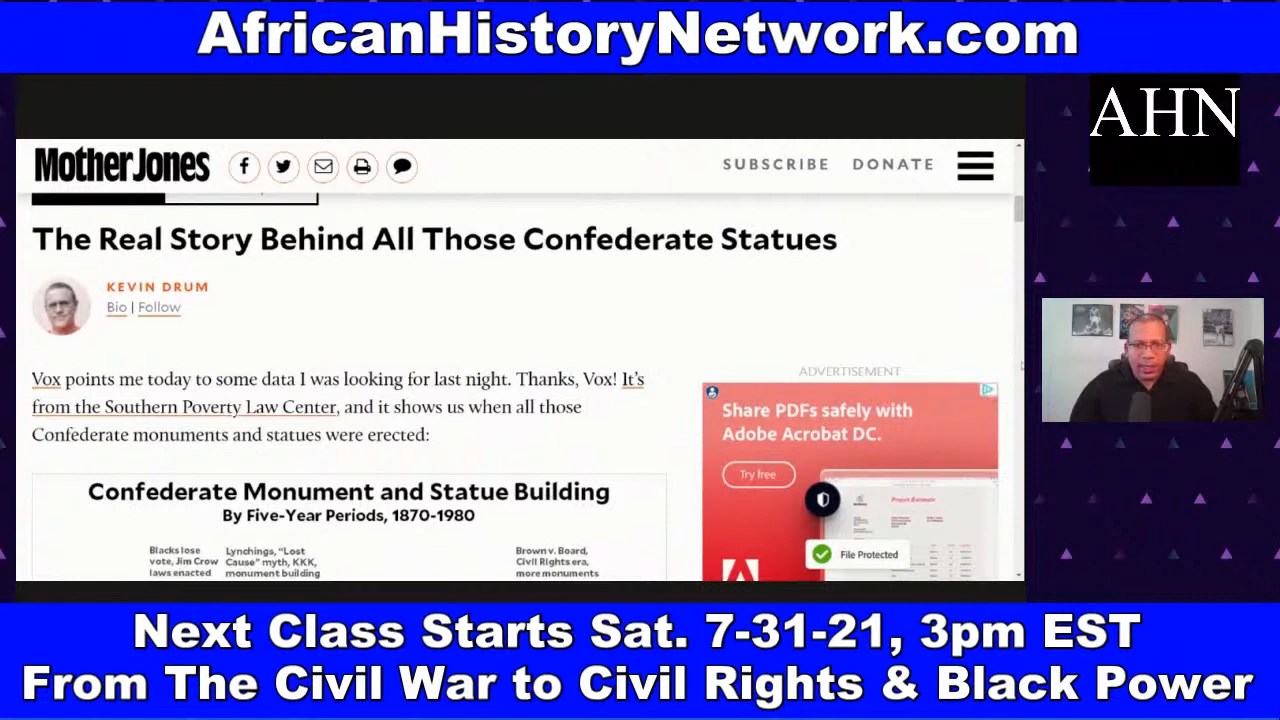 AfricanHistoryNetwork.com
AHN
Mother Jones
SUBSCRIBE DONATE
The Real Story Behind All Those Confederate Statues
KEVIN DRUM
Bio | Follow
Vox points me today to some data I was looking for last night. Thanks, Vox! It's
from the Southern Poverty Law Center, and it shows us when all those
Confederate monuments and statues were erected:
ADVERTISEMENT
Share PDFs safely with
Adobe Acrobat DC.
Try free
Project Estimate
File Protected
Confederate Monument and Statue Building
By Five-Year Periods, 1870-1980
Blacks lose
vote, Jim Crow
laws enacted
Lynchings, "Lost
Cause" myth, KKK,
monument building
Brown v. Board,
Civil Rights era,
more monuments
Next Class Starts Sat. 7-31-21, 3pm EST
From The Civil War to Civil Rights & Black Power